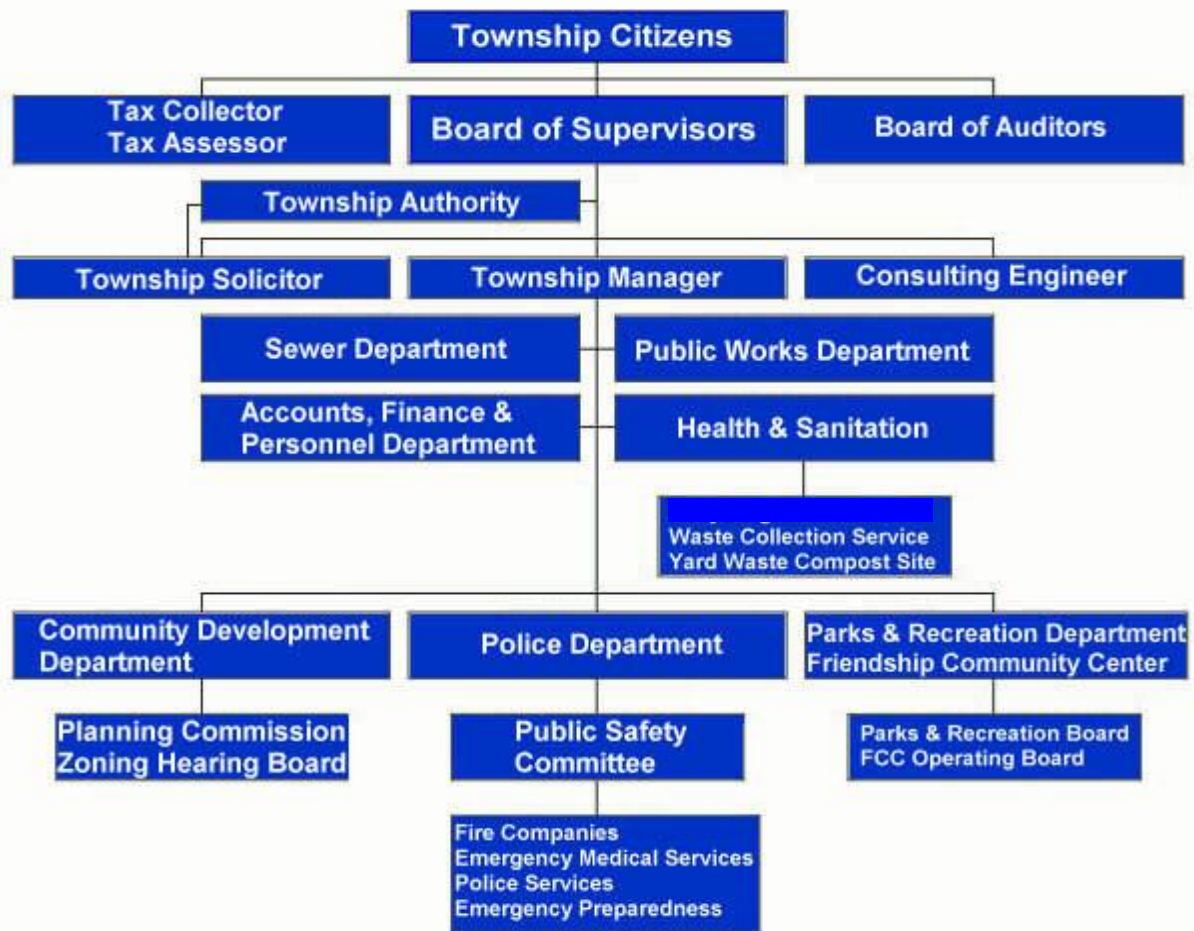 Township Citizens
Tax Collector
Tax Assessor
Board of Supervisors
Board of Auditors
Township Authority
Township Solicitor
Township Manager
Consulting Engineer
Sewer Department
Public Works Department
Accounts, Finance &
Personnel Department
Health & Sanitation
Waste Collection Service
Yard Waste Compost Site
Community Development
Department
Police Department
Parks & Recreation Department
Friendship Community Center
Planning Commission
Zoning Hearing Board
Public Safety
Committee
Parks & Recreation Board
FCC Operating Board
Fire Companies
Emergency Medical Services
Police Services
Emergency Preparedness